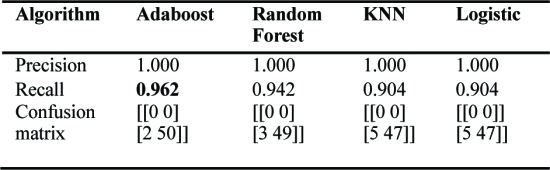 Algorithm Adaboost Random Forest KNN Logistic
Precision 1.000 1.000 1.000 1.000
Recall 0.962 0.942 0.904 0.904
Confusion [[0 0] [[0 0] [[0 0] [[0 0]]
matrix [2 50]] [3 49]] [5 47]] [5 47]]